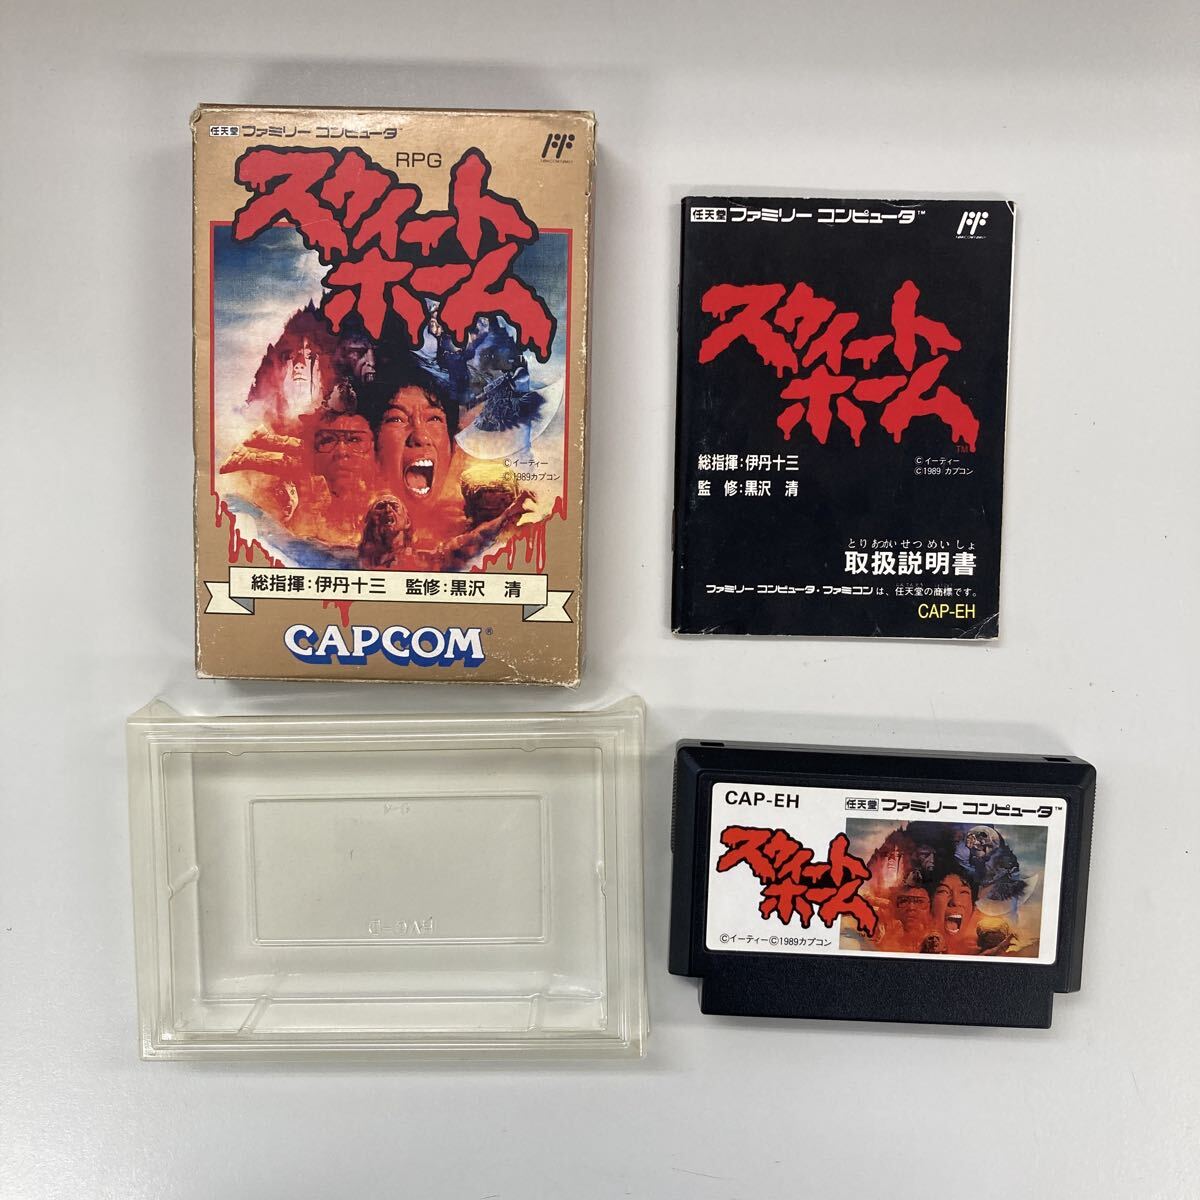 任天堂 ファミリー コンピュータ
RPG
スウィートホーム
©イーティー
©1989カプコン
総指揮:伊丹十三 監修:黒沢 清
CAPCOM®
任天堂 ファミリー コンピュータ™
スウィートホーム™
総指揮:伊丹十三
監 修:黒沢 清
©イーティー
©1989 カプコン
とりあつかいせつめいしょ
取扱説明書
ファミリー コンピュータ・ファミコンは、任天堂の商標です。
CAP-EH
CAP-EH
任天堂 ファミリー コンピュータ™
スウィートホーム
©イーティー©1989カプコン